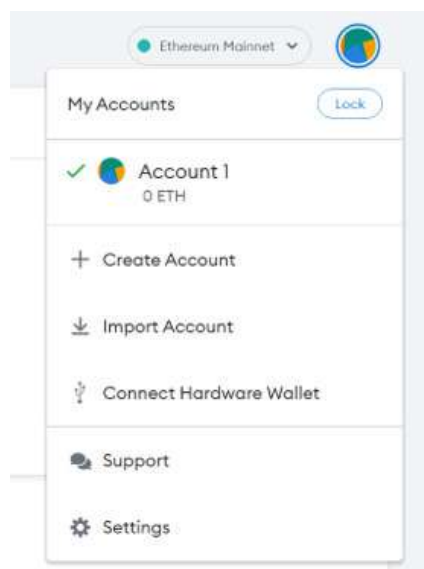 Ethereum Mainnet
My Accounts
Lock
Account 1
0 ETH
Create Account
Import Account
Connect Hardware Wallet
Support
Settings